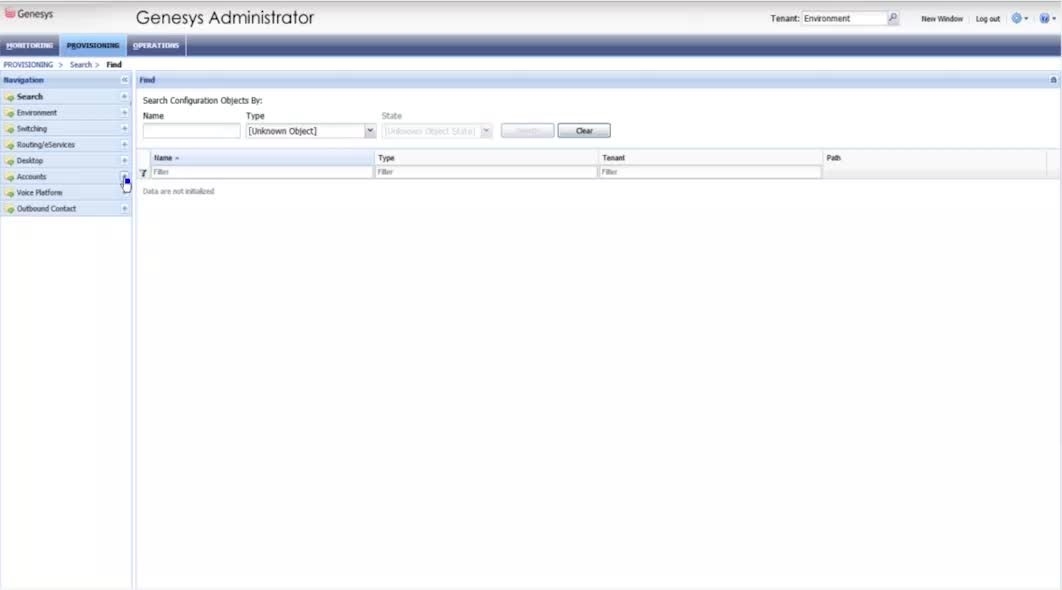 Genesys
Genesys Administrator
Tenant: Environment
New Window
Log out
MONITORING
PROVISIONING
OPERATIONS
PROVISIONING > Search > Find
Navigation
Search
Environment
Switching
Routing/eServices
Desktop
Accounts
Voice Platform
Outbound Contact
Find
Search Configuration Objects By:
Name Type State
[Unknown Object] [Unknown Object State] Search Clear
Name Type Tenant Path
Filter Filter Filter
Data are not initialized